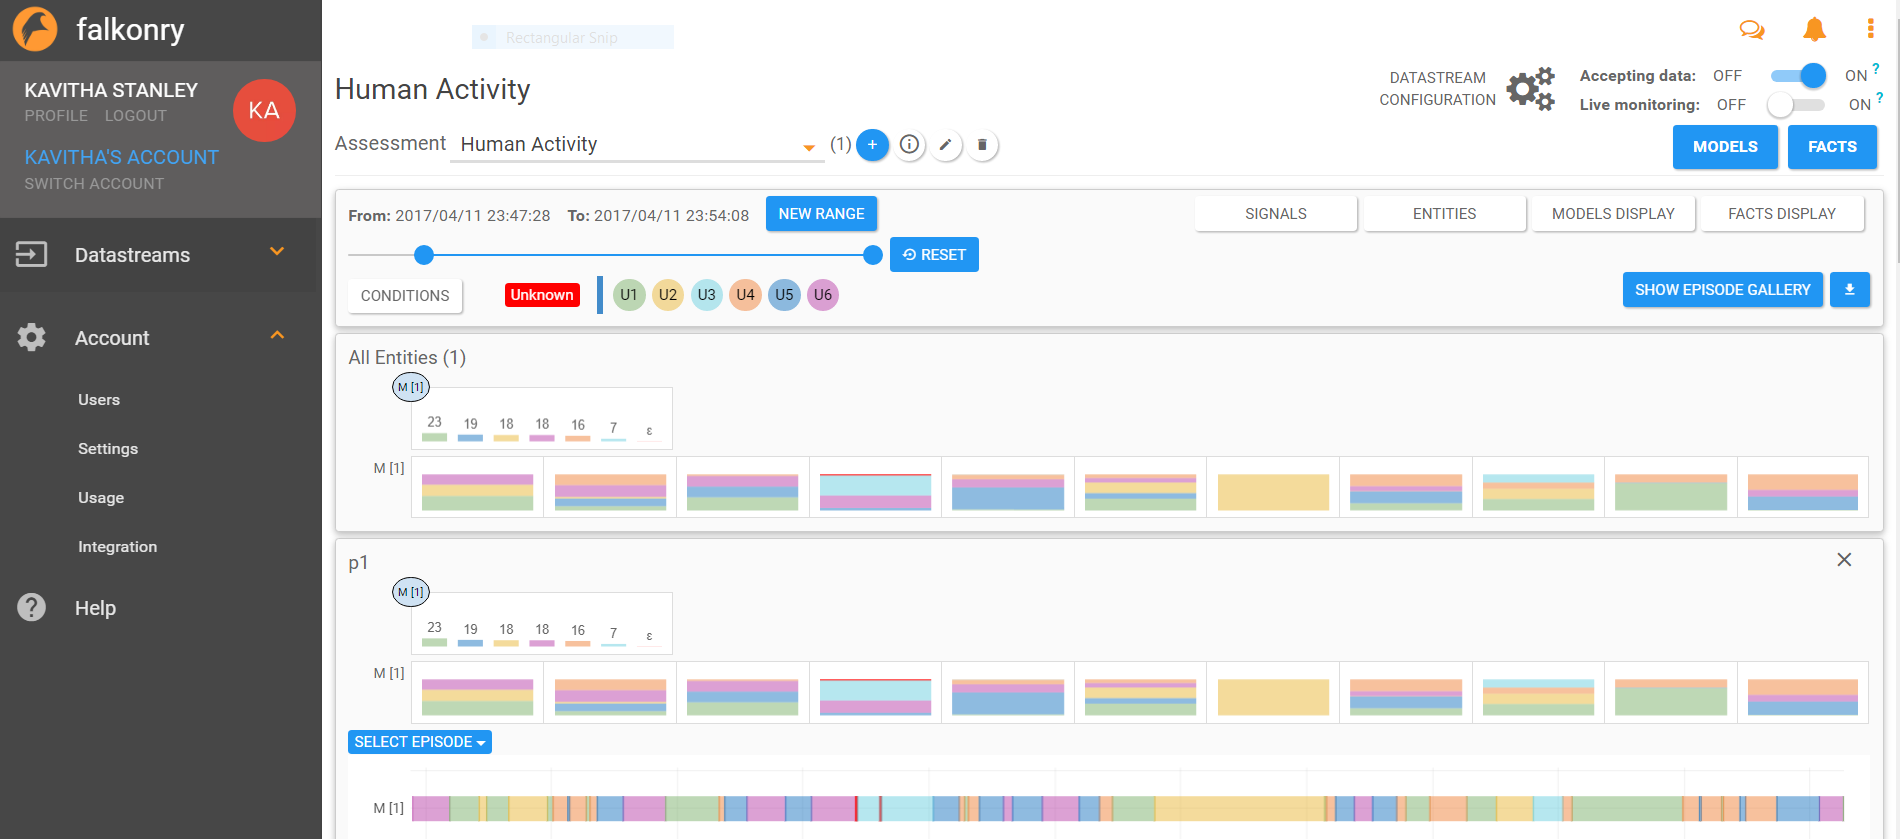 falkonry
Rectangular Snip
KAVITHA STANLEY
PROFILE LOGOUT
KA
KAVITHA'S ACCOUNT
SWITCH ACCOUNT
Datastreams
Account
Users
Settings
Usage
Integration
Help
Human Activity
DATASTREAM
CONFIGURATION
Accepting data: OFF ON ?
Live monitoring: OFF ON ?
Assessment Human Activity (1) +
MODELS FACTS
From: 2017/04/11 23:47:28 To: 2017/04/11 23:54:08 NEW RANGE
SIGNALS ENTITIES MODELS DISPLAY FACTS DISPLAY
RESET
CONDITIONS Unknown U1 U2 U3 U4 U5 U6
SHOW EPISODE GALLERY
All Entities (1)
M [1]
23 19 18 18 16 7 ε
M [1]
p1
M [1]
23 19 18 18 16 7 ε
M [1]
SELECT EPISODE
M [1]